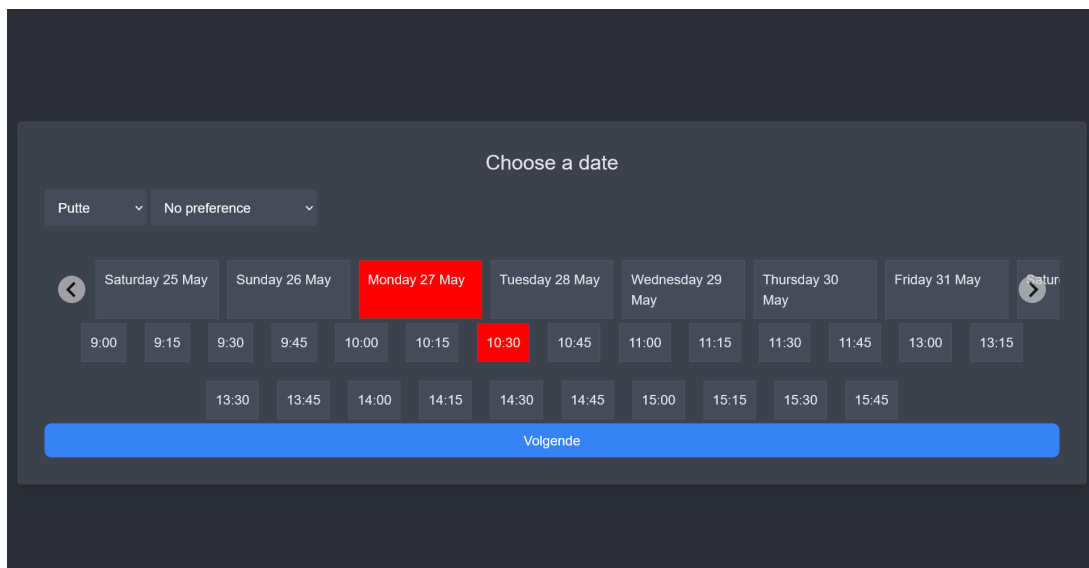 Choose a date
Putte No preference
Saturday 25 May Sunday 26 May Monday 27 May Tuesday 28 May Wednesday 29 May Thursday 30 May Friday 31 May
9:00 9:15 9:30 9:45 10:00 10:15 10:30 10:45 11:00 11:15 11:30 11:45 13:00 13:15
13:30 13:45 14:00 14:15 14:30 14:45 15:00 15:15 15:30 15:45
Volgende